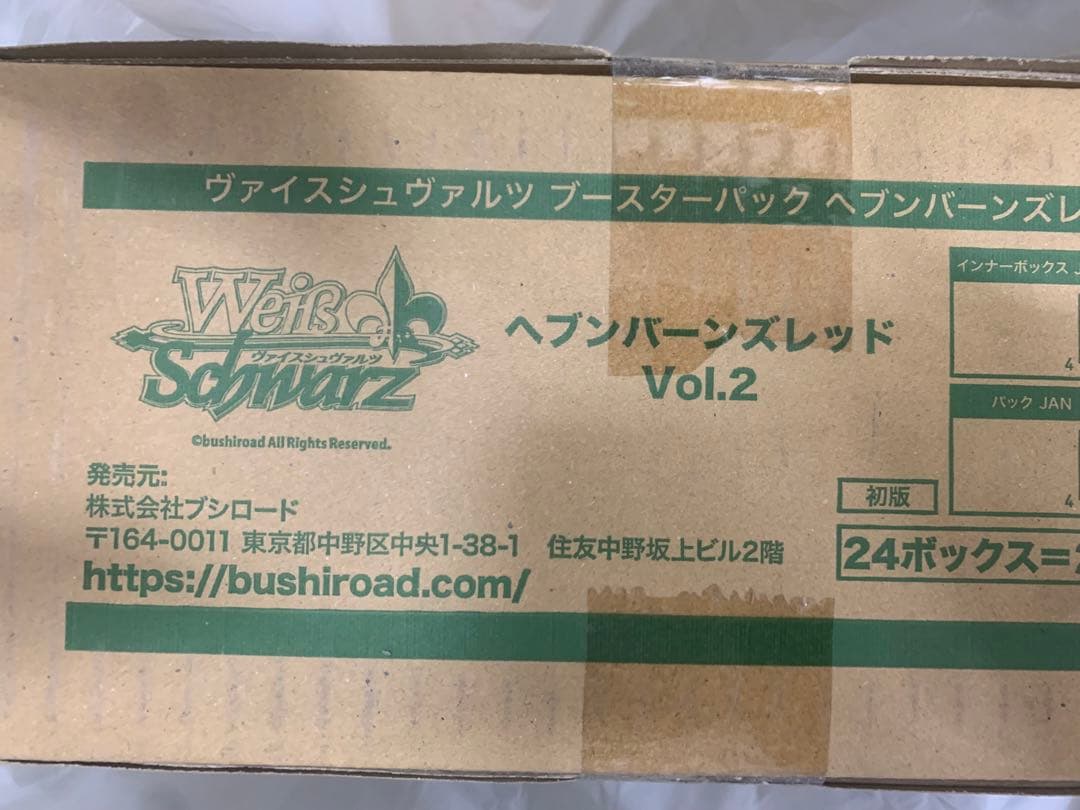 ヴァイスシュヴァルツ ブースターパック ヘブンバーンズレ
Weiß
ヴァイスシュヴァルツ
Schwarz
©bushiroad All Rights Reserved.
ヘブンバーンズレッド
Vol.2
インナーボックス J
4
パック JAN
4
初版
24ボックス=2
発売元:
株式会社ブシロード
〒164-0011 東京都中野区中央1-38-1 住友中野坂上ビル2階
https://bushiroad.com/